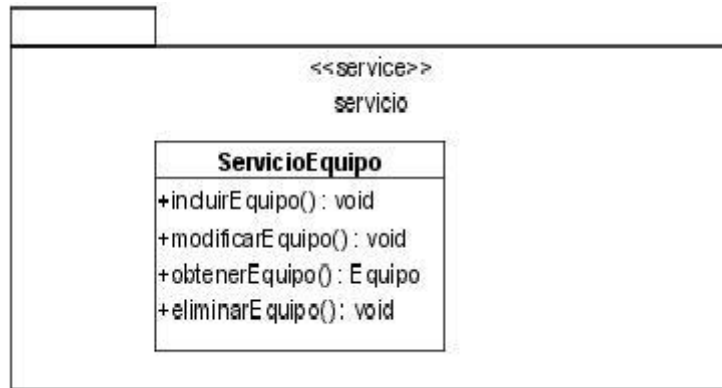 <<service>>
servicio
ServicioEquipo
+incluirEquipo() : void
+modificarEquipo() : void
+obtenerEquipo() : Equipo
+eliminarEquipo() : void